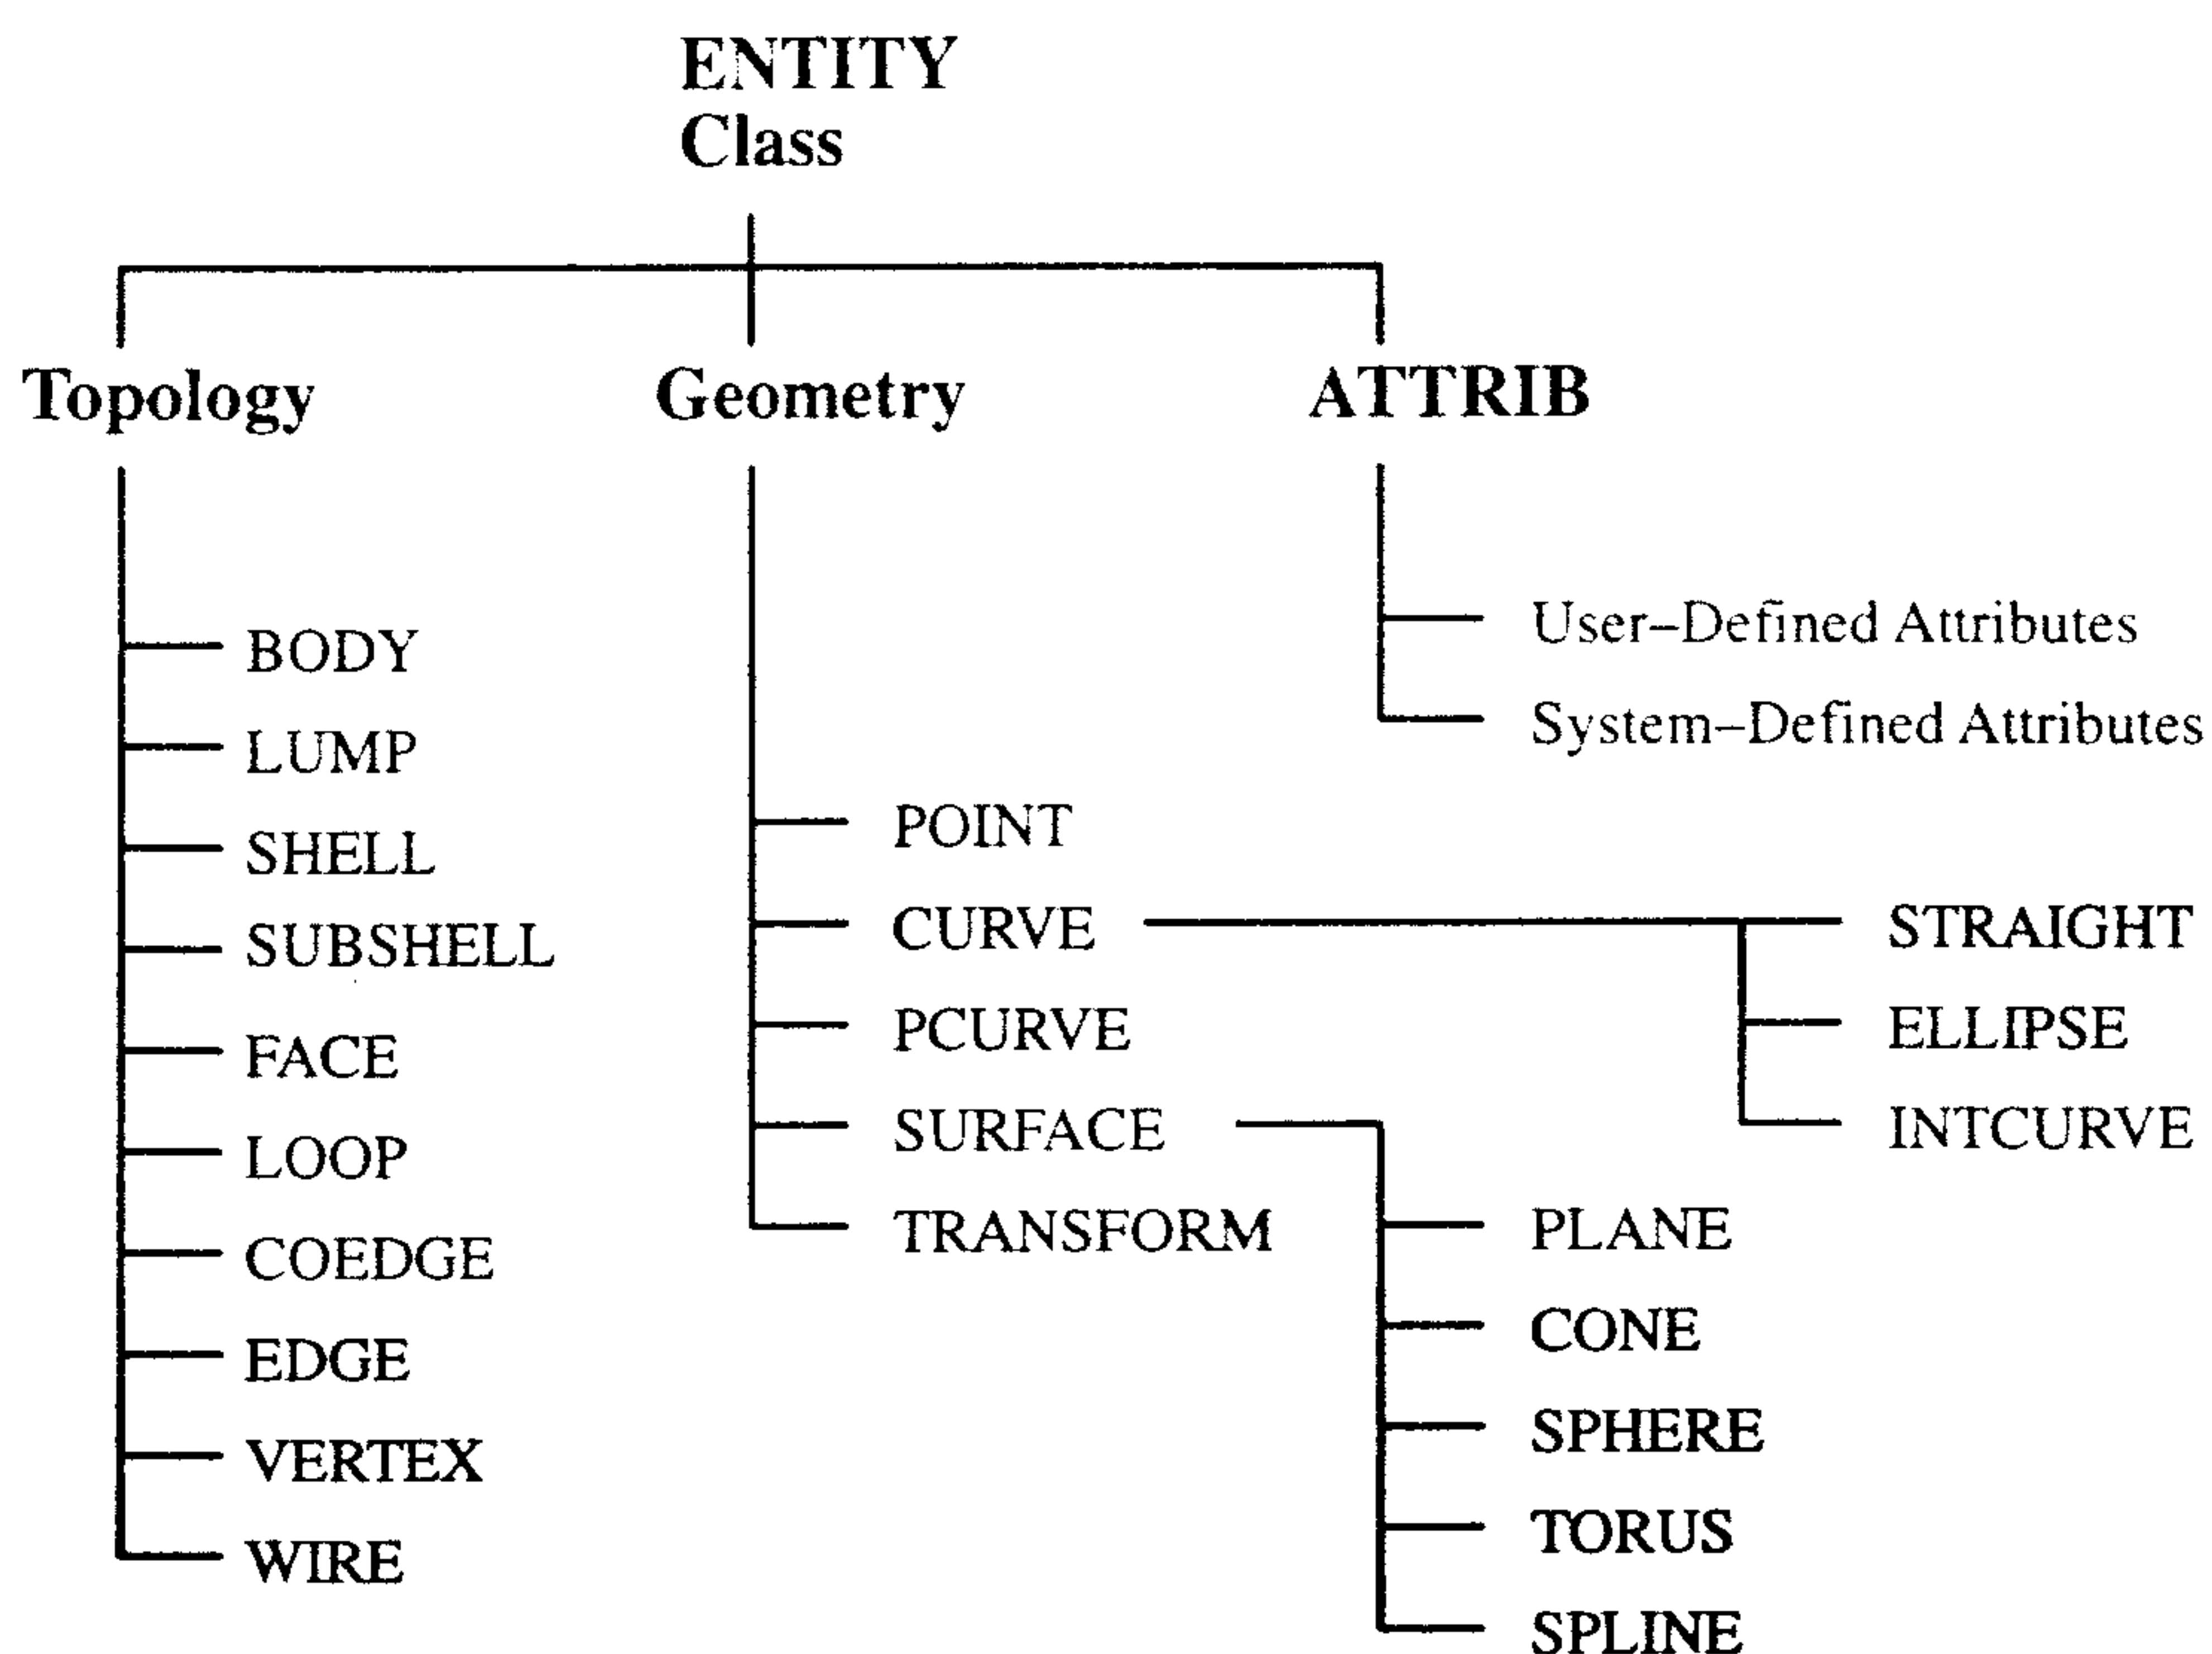 ENTITY
Class
Topology
Geometry
ATTRIB
BODY
LUMP
SHELL
SUBSHELL
FACE
LOOP
COEDGE
EDGE
VERTEX
WIRE
POINT
CURVE
PCURVE
SURFACE
TRANSFORM
User–Defined Attributes
System–Defined Attributes
STRAIGHT
ELLIPSE
INTCURVE
PLANE
CONE
SPHERE
TORUS
SPLINE